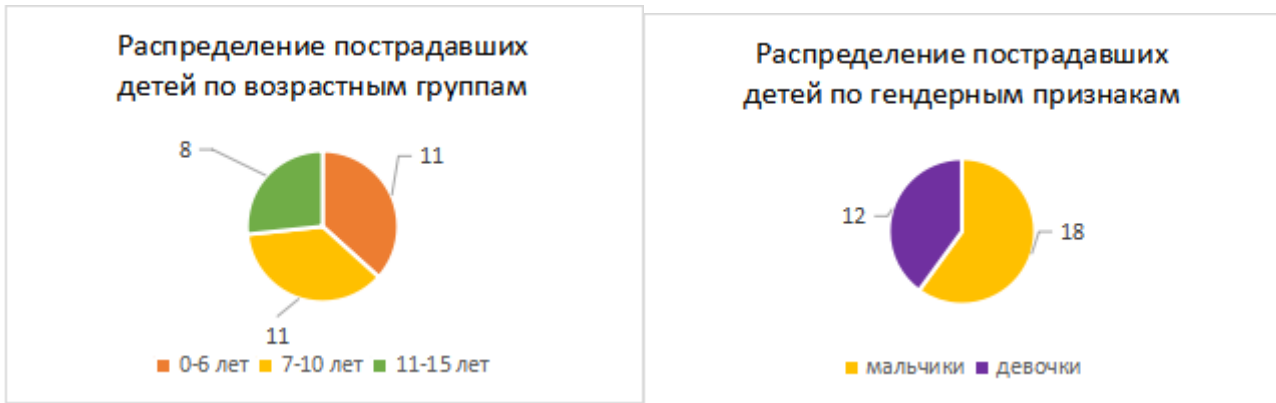 Распределение пострадавших
детей по возрастным группам
8
11
11
0-6 лет 7-10 лет 11-15 лет
Распределение пострадавших
детей по гендерным признакам
12
18
мальчики девочки